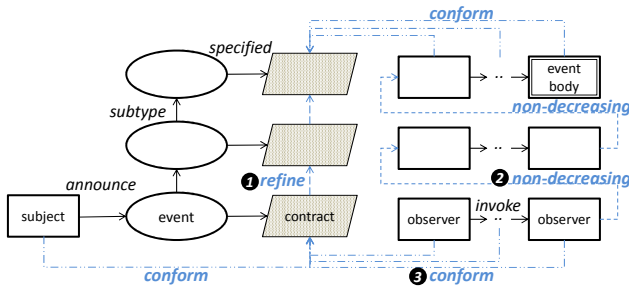 conform
specified
event
body
non-decreasing
subtype
1 refine
2 non-decreasing
announce
invoke
subject
event
contract
observer
..
observer
conform
3 conform